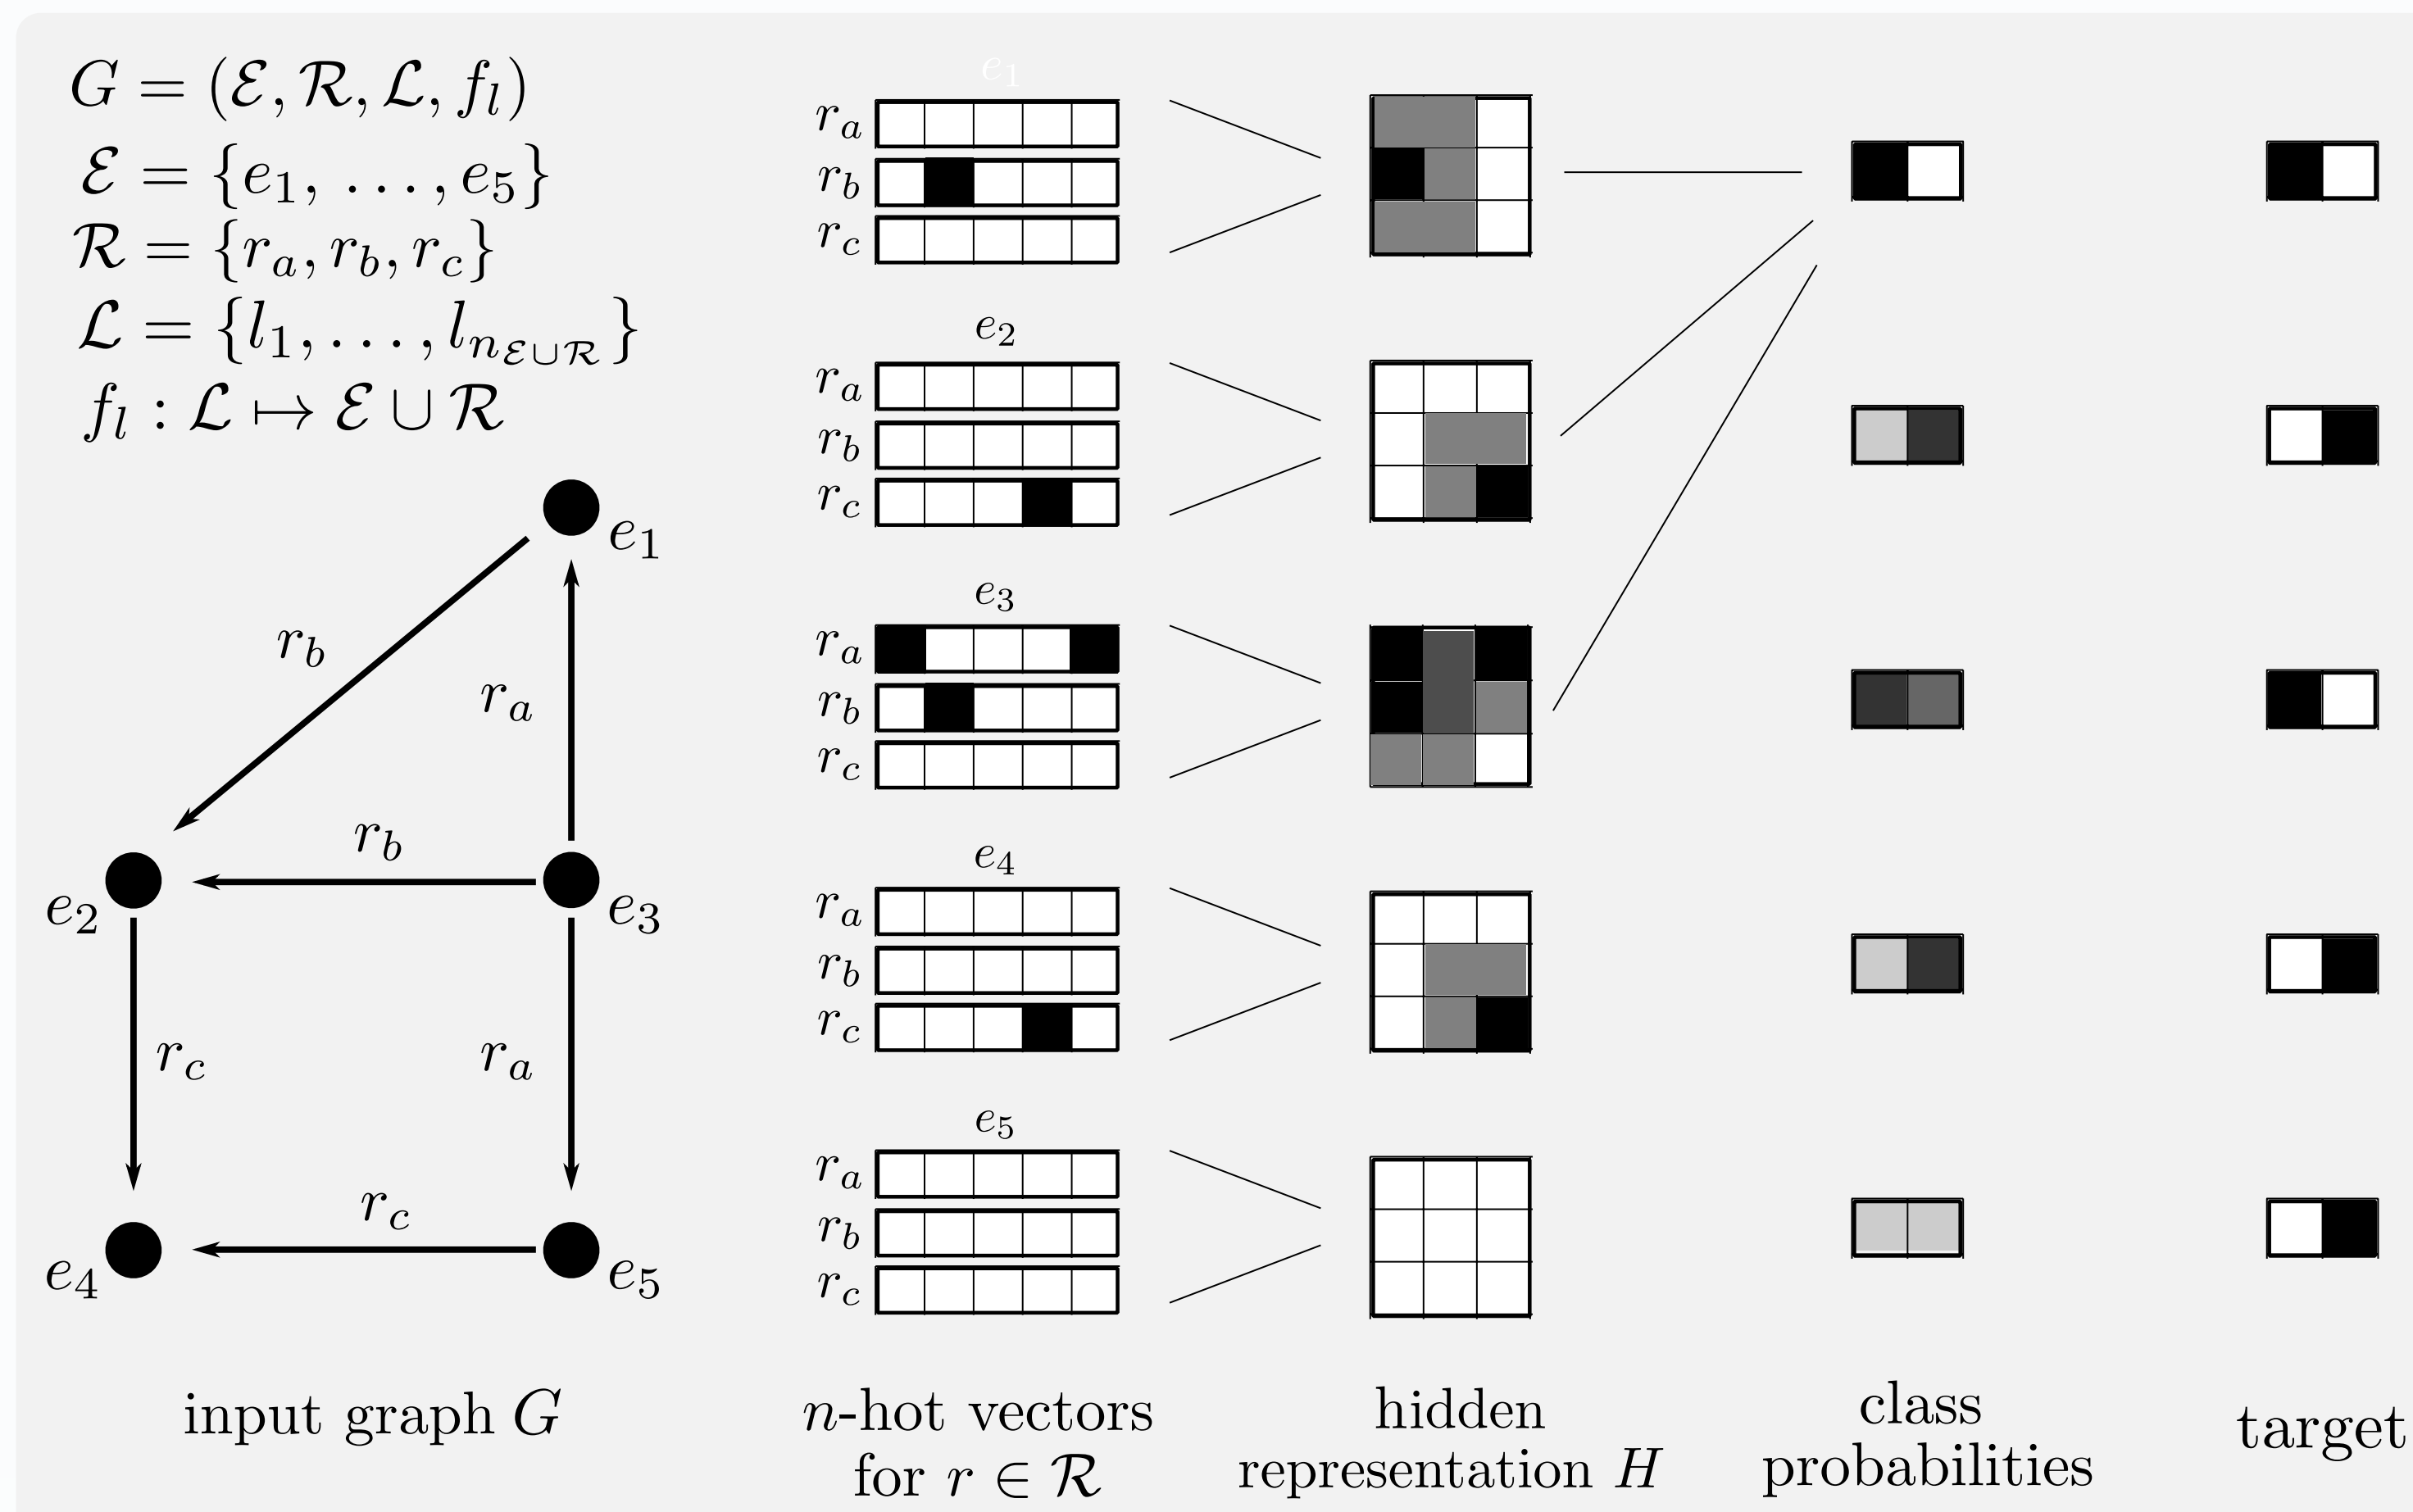 G = (ℰ, ℛ, ℒ, f_l)
ℰ = {e_1, ..., e_5}
ℛ = {r_a, r_b, r_c}
ℒ = {l_1, ..., l_{n_{ℰ∪ℛ}}}
f_l : ℒ ↦ ℰ ∪ ℛ
e_1
r_b
r_a
r_b
e_2
e_3
r_c
r_a
r_c
e_4
e_5
input graph G
e_1
r_a
r_b
r_c
e_2
r_a
r_b
r_c
e_3
r_a
r_b
r_c
e_4
r_a
r_b
r_c
e_5
r_a
r_b
r_c
n-hot vectors
for r ∈ ℛ
hidden
representation H
class
probabilities
target